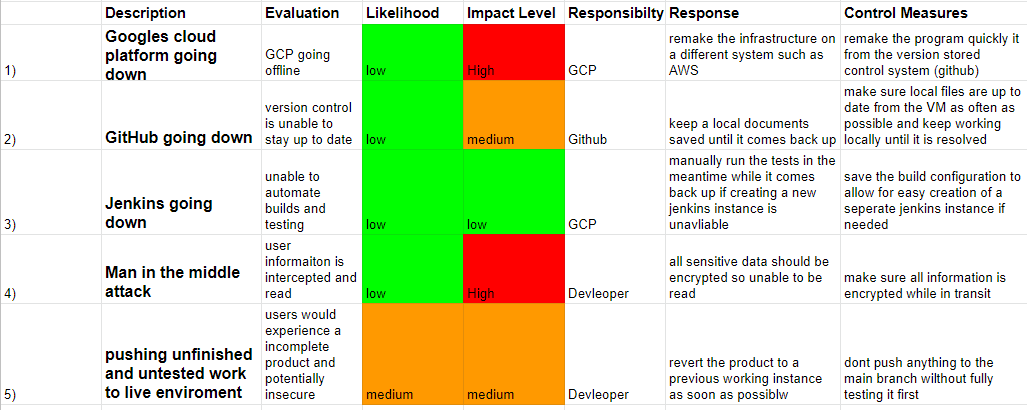 Description Evaluation Likelihood Impact Level Responsibilty Response Control Measures
1)
Googles cloud
platform going
down
GCP going
offline
low
High
GCP
remake the infrastructure on
a different system such as
AWS
remake the program quickly it
from the version stored
control system (github)
2)
GitHub going down
version control
is unable to
stay up to date
low
medium
Github
keep a local documents
saved until it comes back up
make sure local files are up to
date from the VM as often as
possible and keep working
locally until it is resolved
3)
Jenkins going
down
unable to
automate
builds and
testing
low
low
GCP
manually run the tests in the
meantime while it comes
back up if creating a new
jenkins instance is
unavliable
save the build configuration to
allow for easy creation of a
seperate jenkins instance if
needed
4)
Man in the middle
attack
user
informaiton is
intercepted and
read
low
High
Devleoper
all sensitive data should be
encrypted so unable to be
read
make sure all information is
encrypted while in transit
5)
pushing unfinished
and untested work
to live enviroment
users would
experience a
incomplete
product and
potentially
insecure
medium
medium
Devleoper
revert the product to a
previous working instance
as soon as possiblw
dont push anything to the
main branch wilthout fully
testing it first